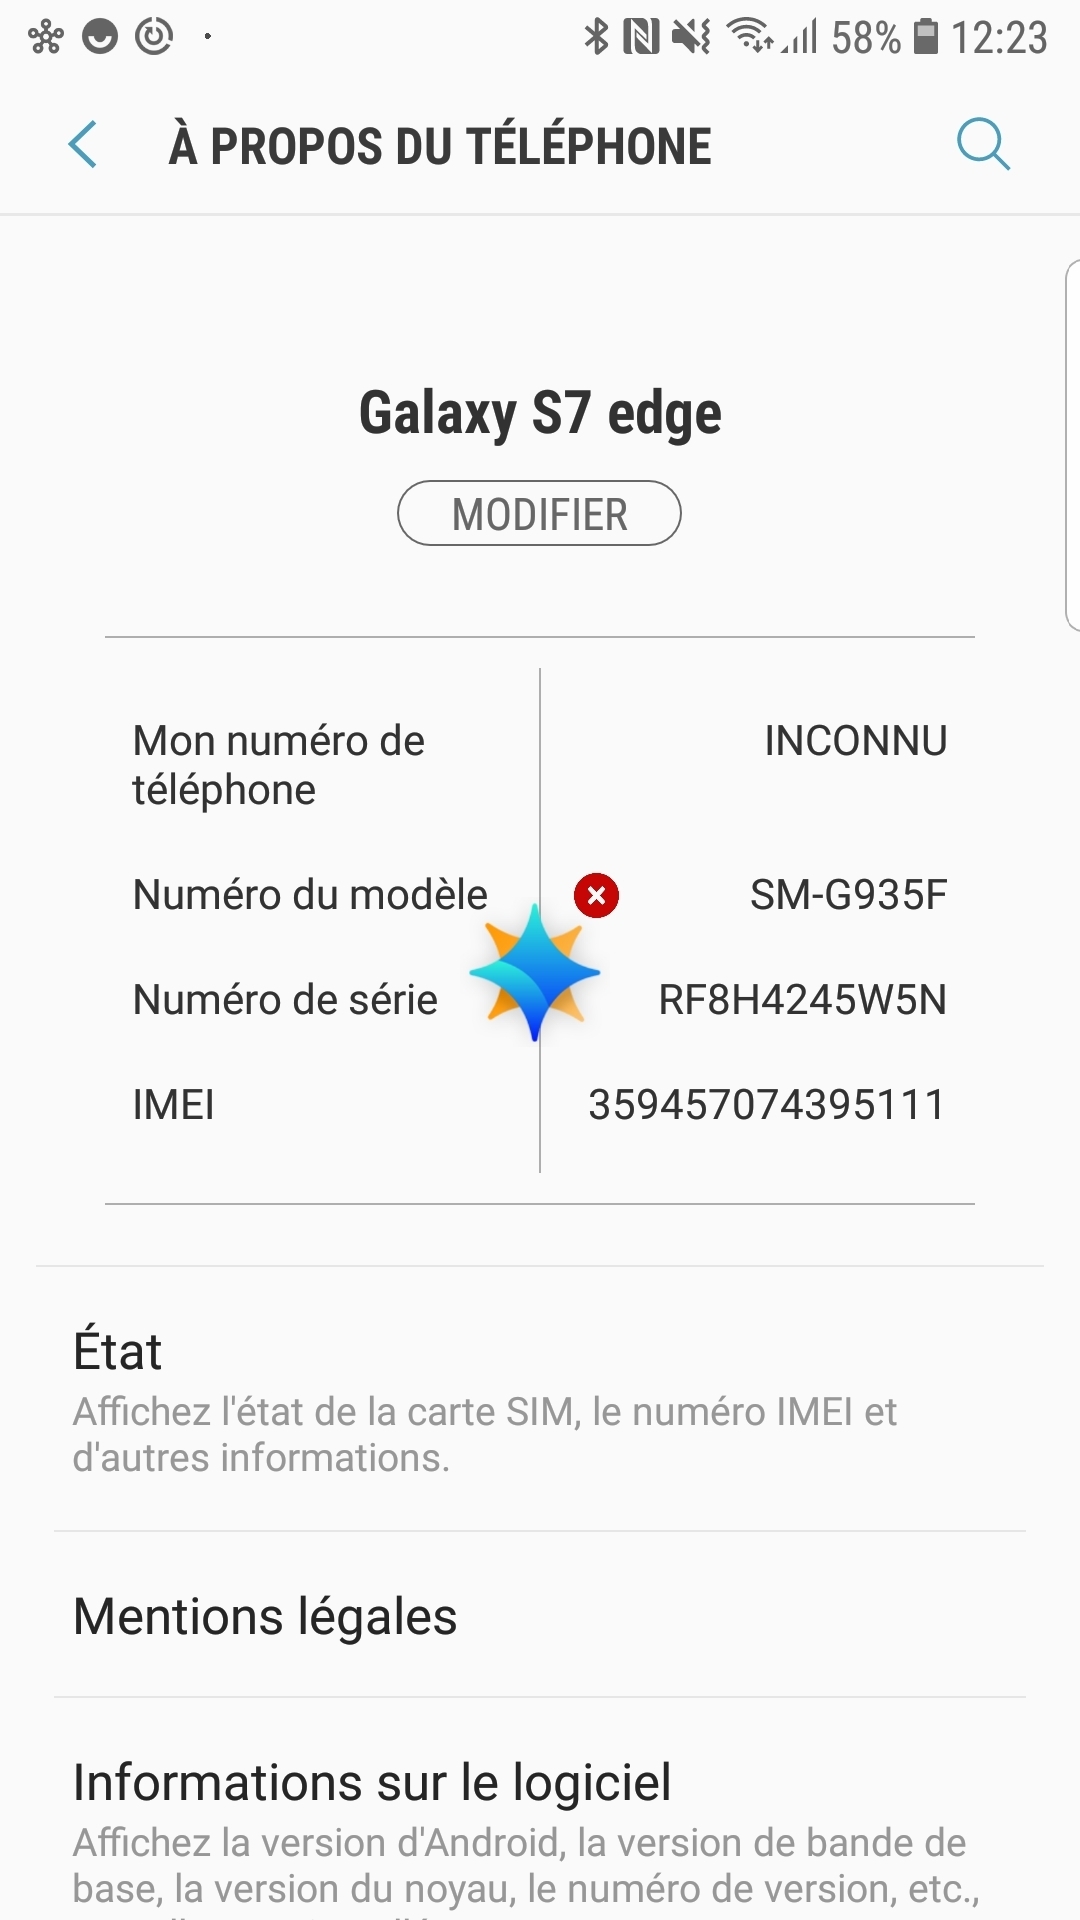 58% 12:23
À PROPOS DU TÉLÉPHONE
Galaxy S7 edge
MODIFIER
Mon numéro de téléphone
INCONNU
Numéro du modèle
SM-G935F
Numéro de série
RF8H4245W5N
IMEI
359457074395111
État
Affichez l'état de la carte SIM, le numéro IMEI et
d'autres informations.
Mentions légales
Informations sur le logiciel
Affichez la version d'Android, la version de bande de
base, la version du noyau, le numéro de version, etc.,